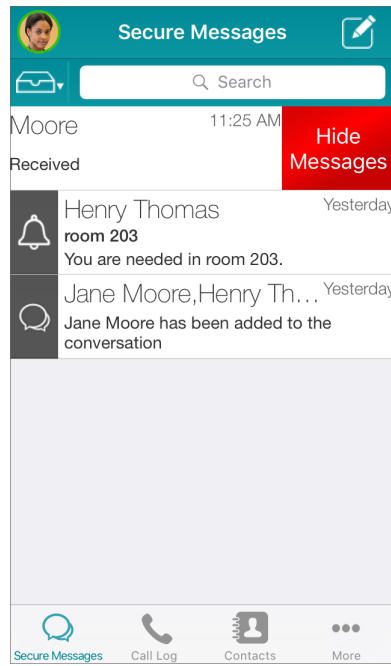 Secure Messages
Search
Moore
11:25 AM
Received
Hide
Messages
Henry Thomas
Yesterday
room 203
You are needed in room 203.
Jane Moore,Henry Th...
Yesterday
Jane Moore has been added to the
conversation
Secure Messages
Call Log
Contacts
More